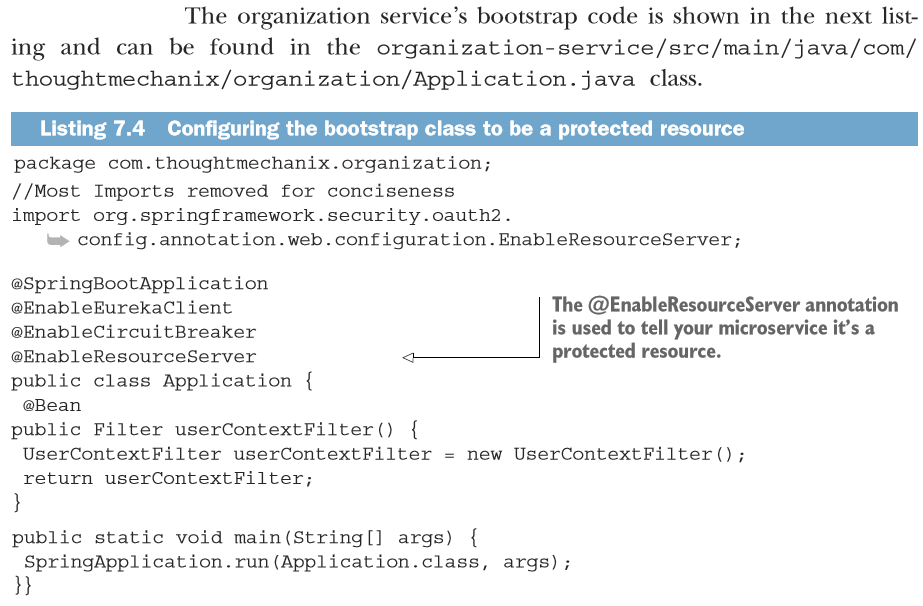 The organization service’s bootstrap code is shown in the next list-
ing and can be found in the organization-service/src/main/java/com/
thoughtmechanix/organization/Application.java class.
Listing 7.4 Configuring the bootstrap class to be a protected resource
package com.thoughtmechanix.organization;
//Most Imports removed for conciseness
import org.springframework.security.oauth2.
➥ config.annotation.web.configuration.EnableResourceServer;
@SpringBootApplication
@EnableEurekaClient
@EnableCircuitBreaker
@EnableResourceServer
The @EnableResourceServer annotation
is used to tell your microservice it’s a
protected resource.
public class Application {
@Bean
public Filter userContextFilter() {
UserContextFilter userContextFilter = new UserContextFilter();
return userContextFilter;
}
public static void main(String[] args) {
SpringApplication.run(Application.class, args);
}}